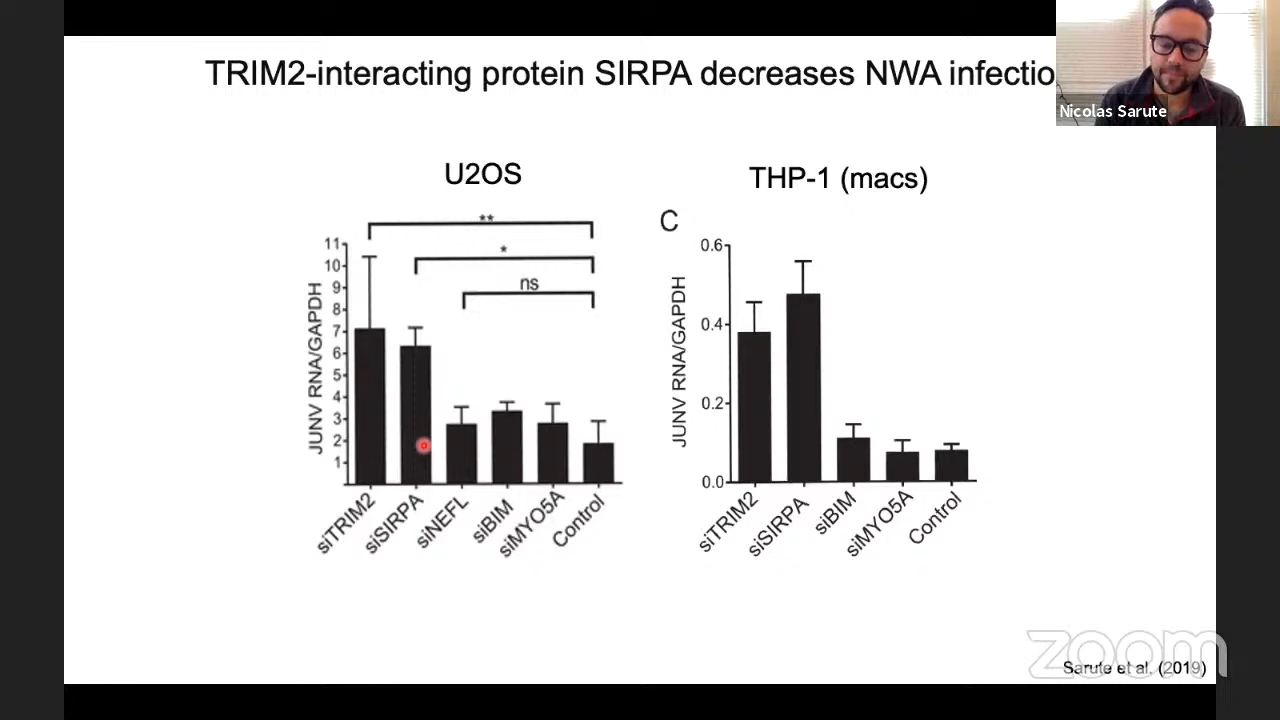 TRIM2-interacting protein SIRPA decreases NWA infectio
Nicolas Sarute
U2OS
THP-1 (macs)
C
**
*
ns
JUNV RNA/GAPDH
11
10
9
8
7
6
5
4
3
2
1
siTRIM2
siSIRPA
siNEFL
siBIM
siMYO5A
Control
JUNV RNA/GAPDH
0.6
0.4
0.2
0.0
siTRIM2
siSIRPA
siBIM
siMYO5A
Control
zoom
Sarute et al. (2019)